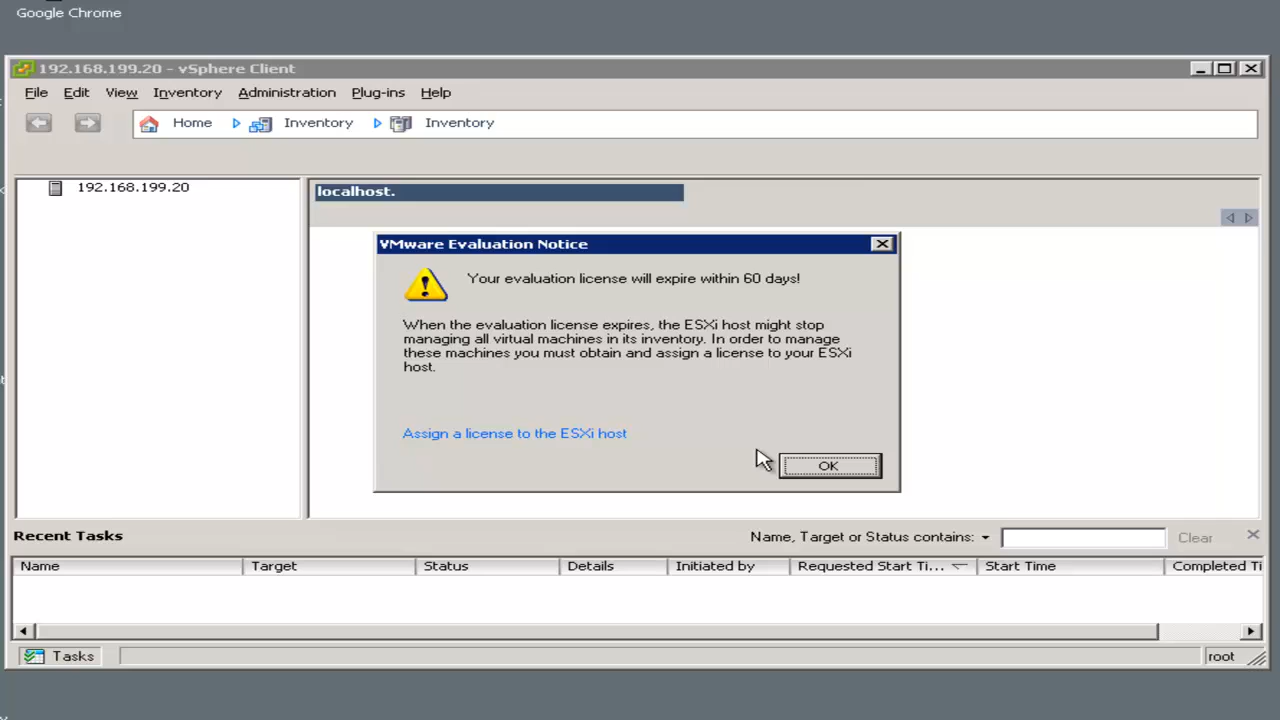 Google Chrome
192.168.199.20 - vSphere Client
File Edit View Inventory Administration Plug-ins Help
Home Inventory Inventory
192.168.199.20
localhost.
VMware Evaluation Notice
Your evaluation license will expire within 60 days!
When the evaluation license expires, the ESXi host might stop
managing all virtual machines in its inventory. In order to manage
these machines you must obtain and assign a license to your ESXi
host.
Assign a license to the ESXi host
OK
Recent Tasks
Name, Target or Status contains:
Clear
Name Target Status Details Initiated by Requested Start Ti... Start Time Completed Ti
Tasks
root